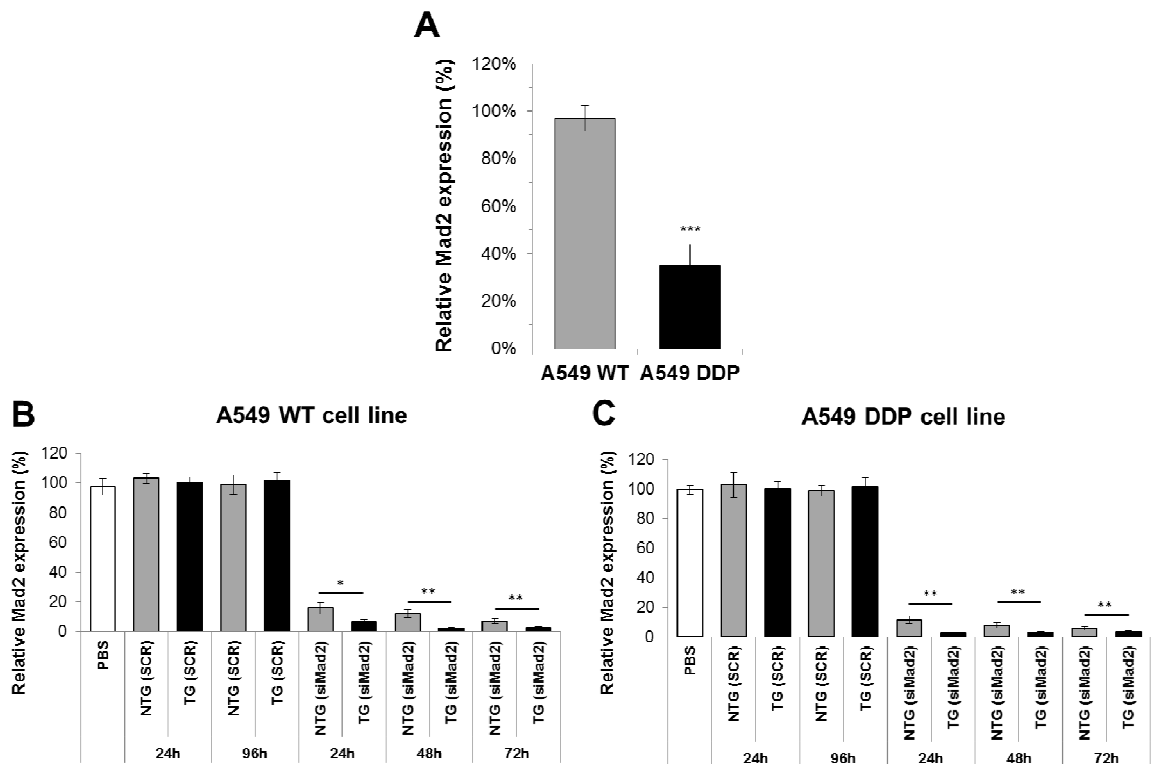 A
Relative Mad2 expression (%)
120%
100%
80%
60%
40%
20%
0%
***
A549 WT
A549 DDP
B
A549 WT cell line
Relative Mad2 expression (%)
120
100
80
60
40
20
0
*
**
**
PBS
NTG (SCR)
TG (SCR)
NTG (SCR)
TG (SCR)
NTG (siMad2)
TG (siMad2)
NTG (siMad2)
TG (siMad2)
NTG (siMad2)
TG (siMad2)
24h
96h
24h
48h
72h
C
A549 DDP cell line
Relative Mad2 expression (%)
120
100
80
60
40
20
0
**
**
**
PBS
NTG (SCR)
TG (SCR)
NTG (SCR)
TG (SCR)
NTG (siMad2)
TG (siMad2)
NTG (siMad2)
TG (siMad2)
NTG (siMad2)
TG (siMad2)
24h
96h
24h
48h
72h